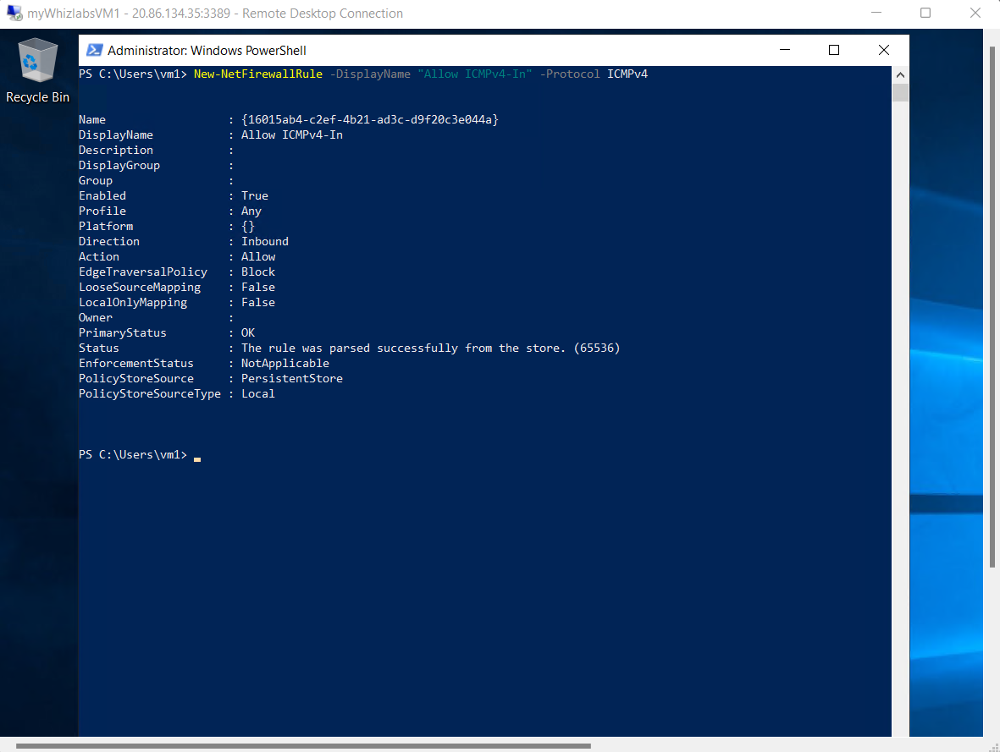 myWhizlabsVM1 - 20.86.134.35:3389 - Remote Desktop Connection
Administrator: Windows PowerShell
Recycle Bin
PS C:\Users\vm1> New-NetFirewallRule -DisplayName "Allow ICMPv4-In" -Protocol ICMPv4
Name                  : {16015ab4-c2ef-4b21-ad3c-d9f20c3e044a}
DisplayName           : Allow ICMPv4-In
Description           :
DisplayGroup          :
Group                 :
Enabled               : True
Profile               : Any
Platform              : {}
Direction             : Inbound
Action                : Allow
EdgeTraversalPolicy   : Block
LooseSourceMapping    : False
LocalOnlyMapping      : False
Owner                 :
PrimaryStatus         : OK
Status                : The rule was parsed successfully from the store. (65536)
EnforcementStatus     : NotApplicable
PolicyStoreSource     : PersistentStore
PolicyStoreSourceType : Local
PS C:\Users\vm1>